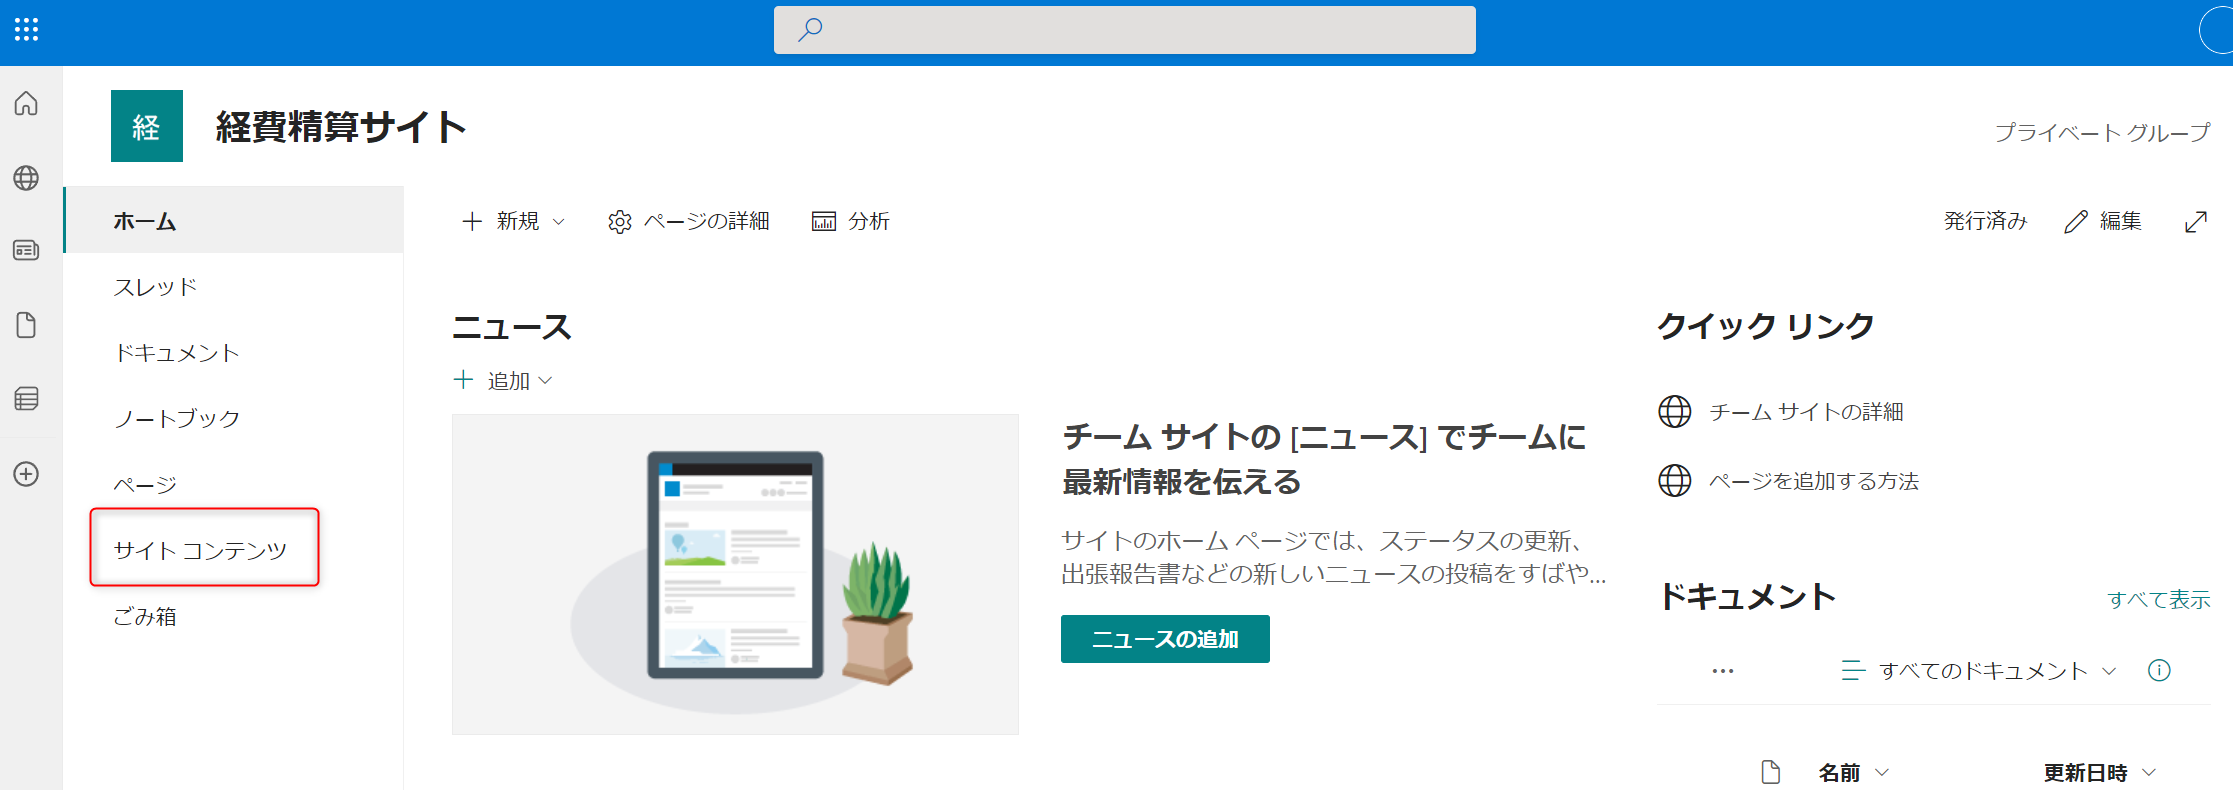 経
経費精算サイト
プライベート グループ
ホーム
スレッド
ドキュメント
ノートブック
ページ
サイト コンテンツ
ごみ箱
新規
ページの詳細
分析
発行済み
編集
ニュース
追加
チーム サイトの [ニュース] でチームに
最新情報を伝える
サイトのホーム ページでは、ステータスの更新、
出張報告書などの新しいニュースの投稿をすばや...
ニュースの追加
クイック リンク
チーム サイトの詳細
ページを追加する方法
ドキュメント
すべて表示
すべてのドキュメント
名前
更新日時